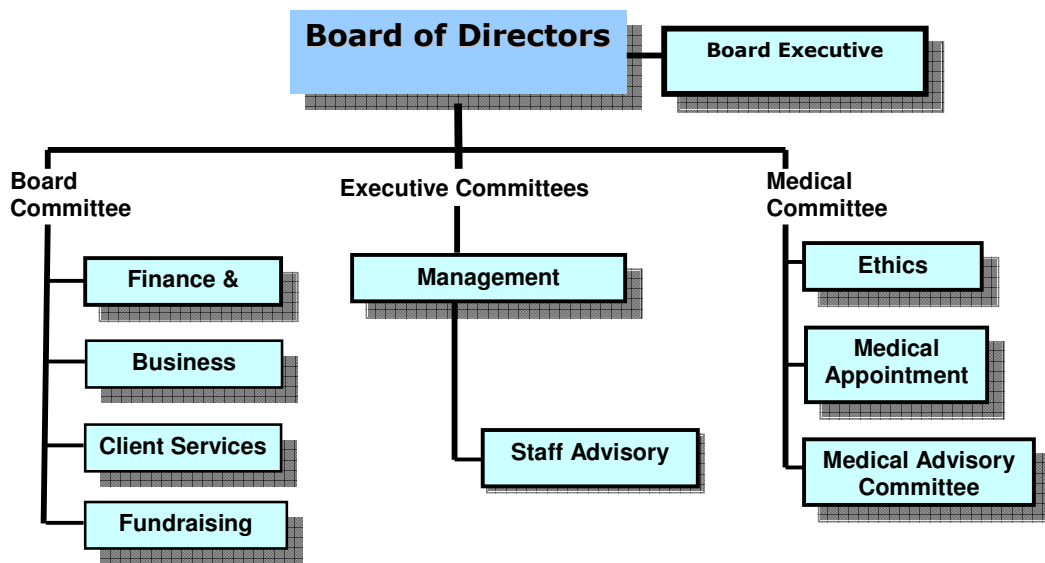 Board of Directors
Board Executive
Board
Committee
Executive Committees
Medical
Committee
Finance &
Management
Ethics
Business
Medical
Appointment
Client Services
Staff Advisory
Medical Advisory
Committee
Fundraising